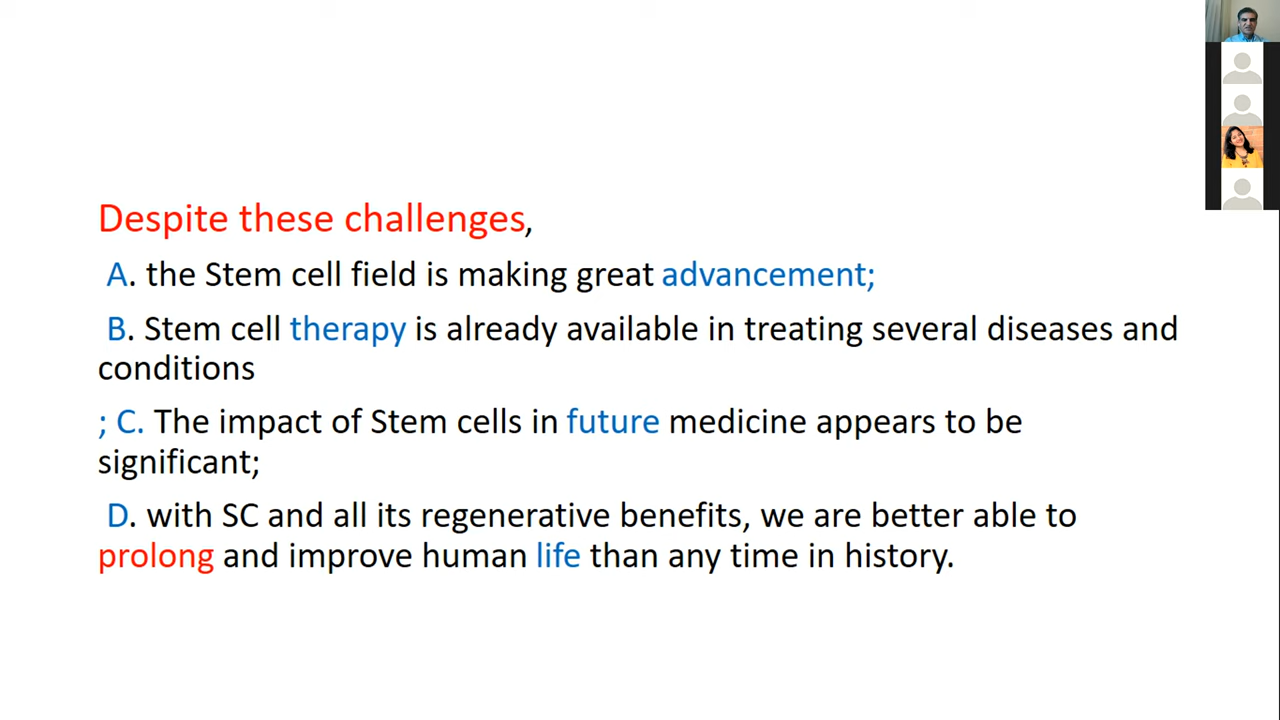 Despite these challenges,
A. the Stem cell field is making great advancement;
B. Stem cell therapy is already available in treating several diseases and
conditions
; C. The impact of Stem cells in future medicine appears to be
significant;
D. with SC and all its regenerative benefits, we are better able to
prolong and improve human life than any time in history.